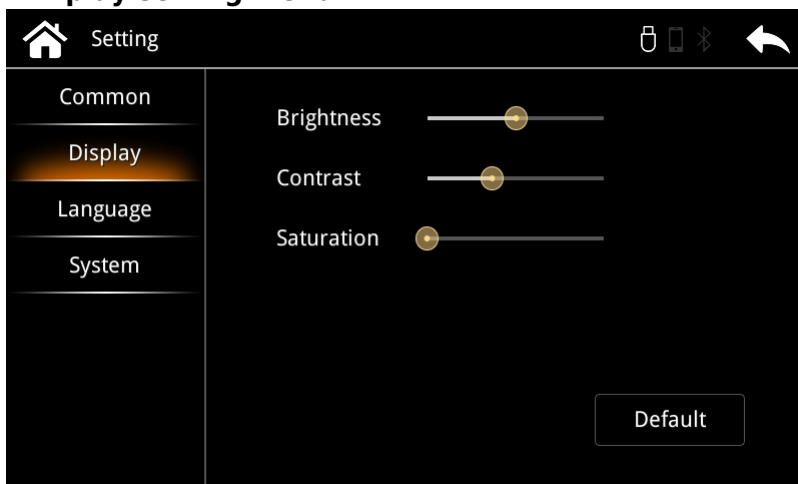 Setting
Common
Display
Language
System
Brightness
Contrast
Saturation
Default